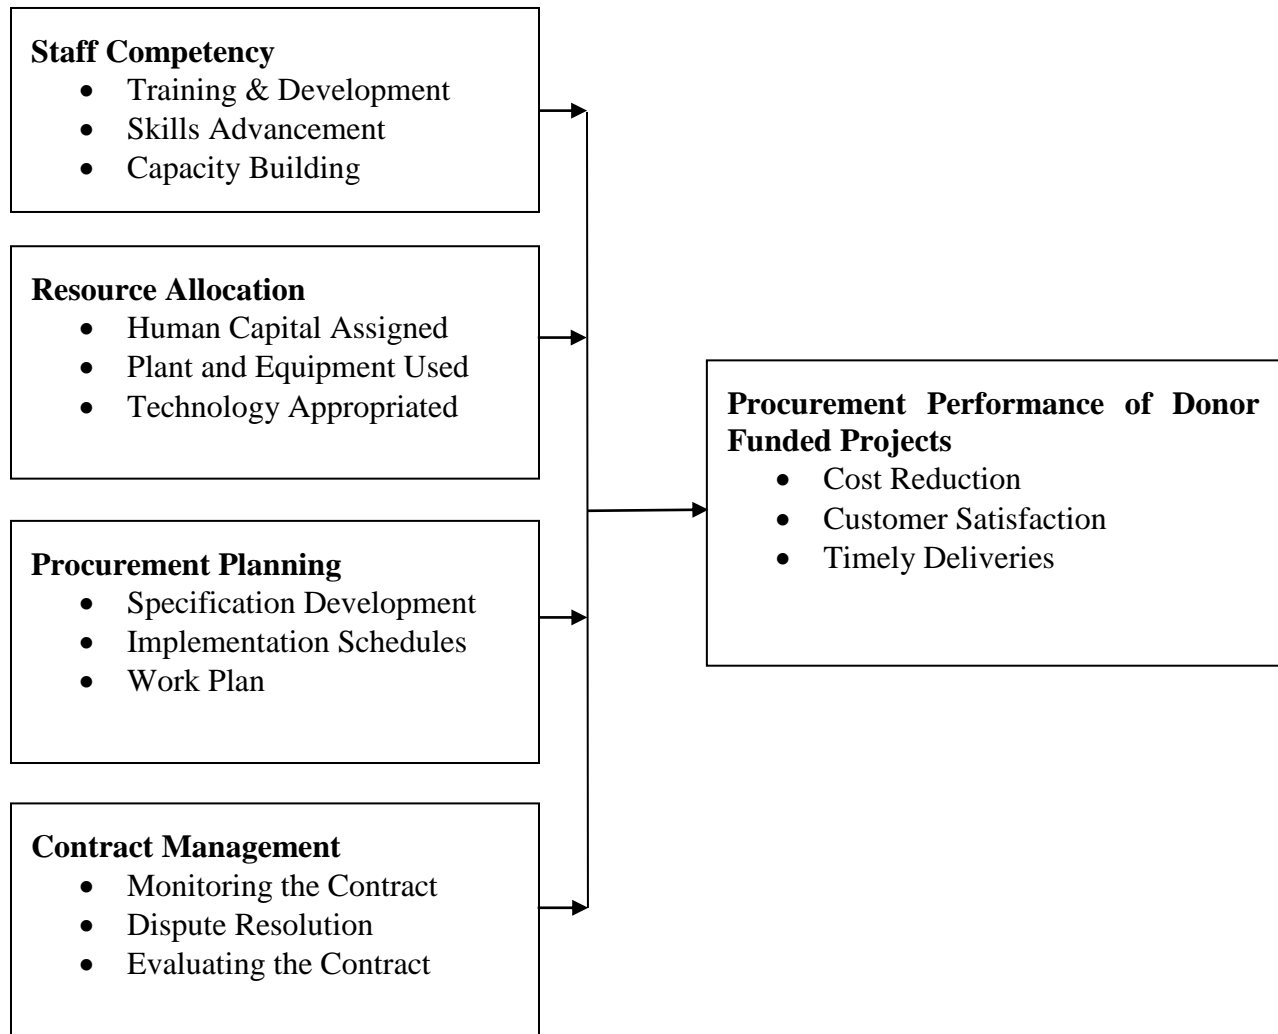 Staff Competency
• Training & Development
• Skills Advancement
• Capacity Building
Resource Allocation
• Human Capital Assigned
• Plant and Equipment Used
• Technology Appropriated
Procurement Planning
• Specification Development
• Implementation Schedules
• Work Plan
Contract Management
• Monitoring the Contract
• Dispute Resolution
• Evaluating the Contract
Procurement Performance of Donor
Funded Projects
• Cost Reduction
• Customer Satisfaction
• Timely Deliveries